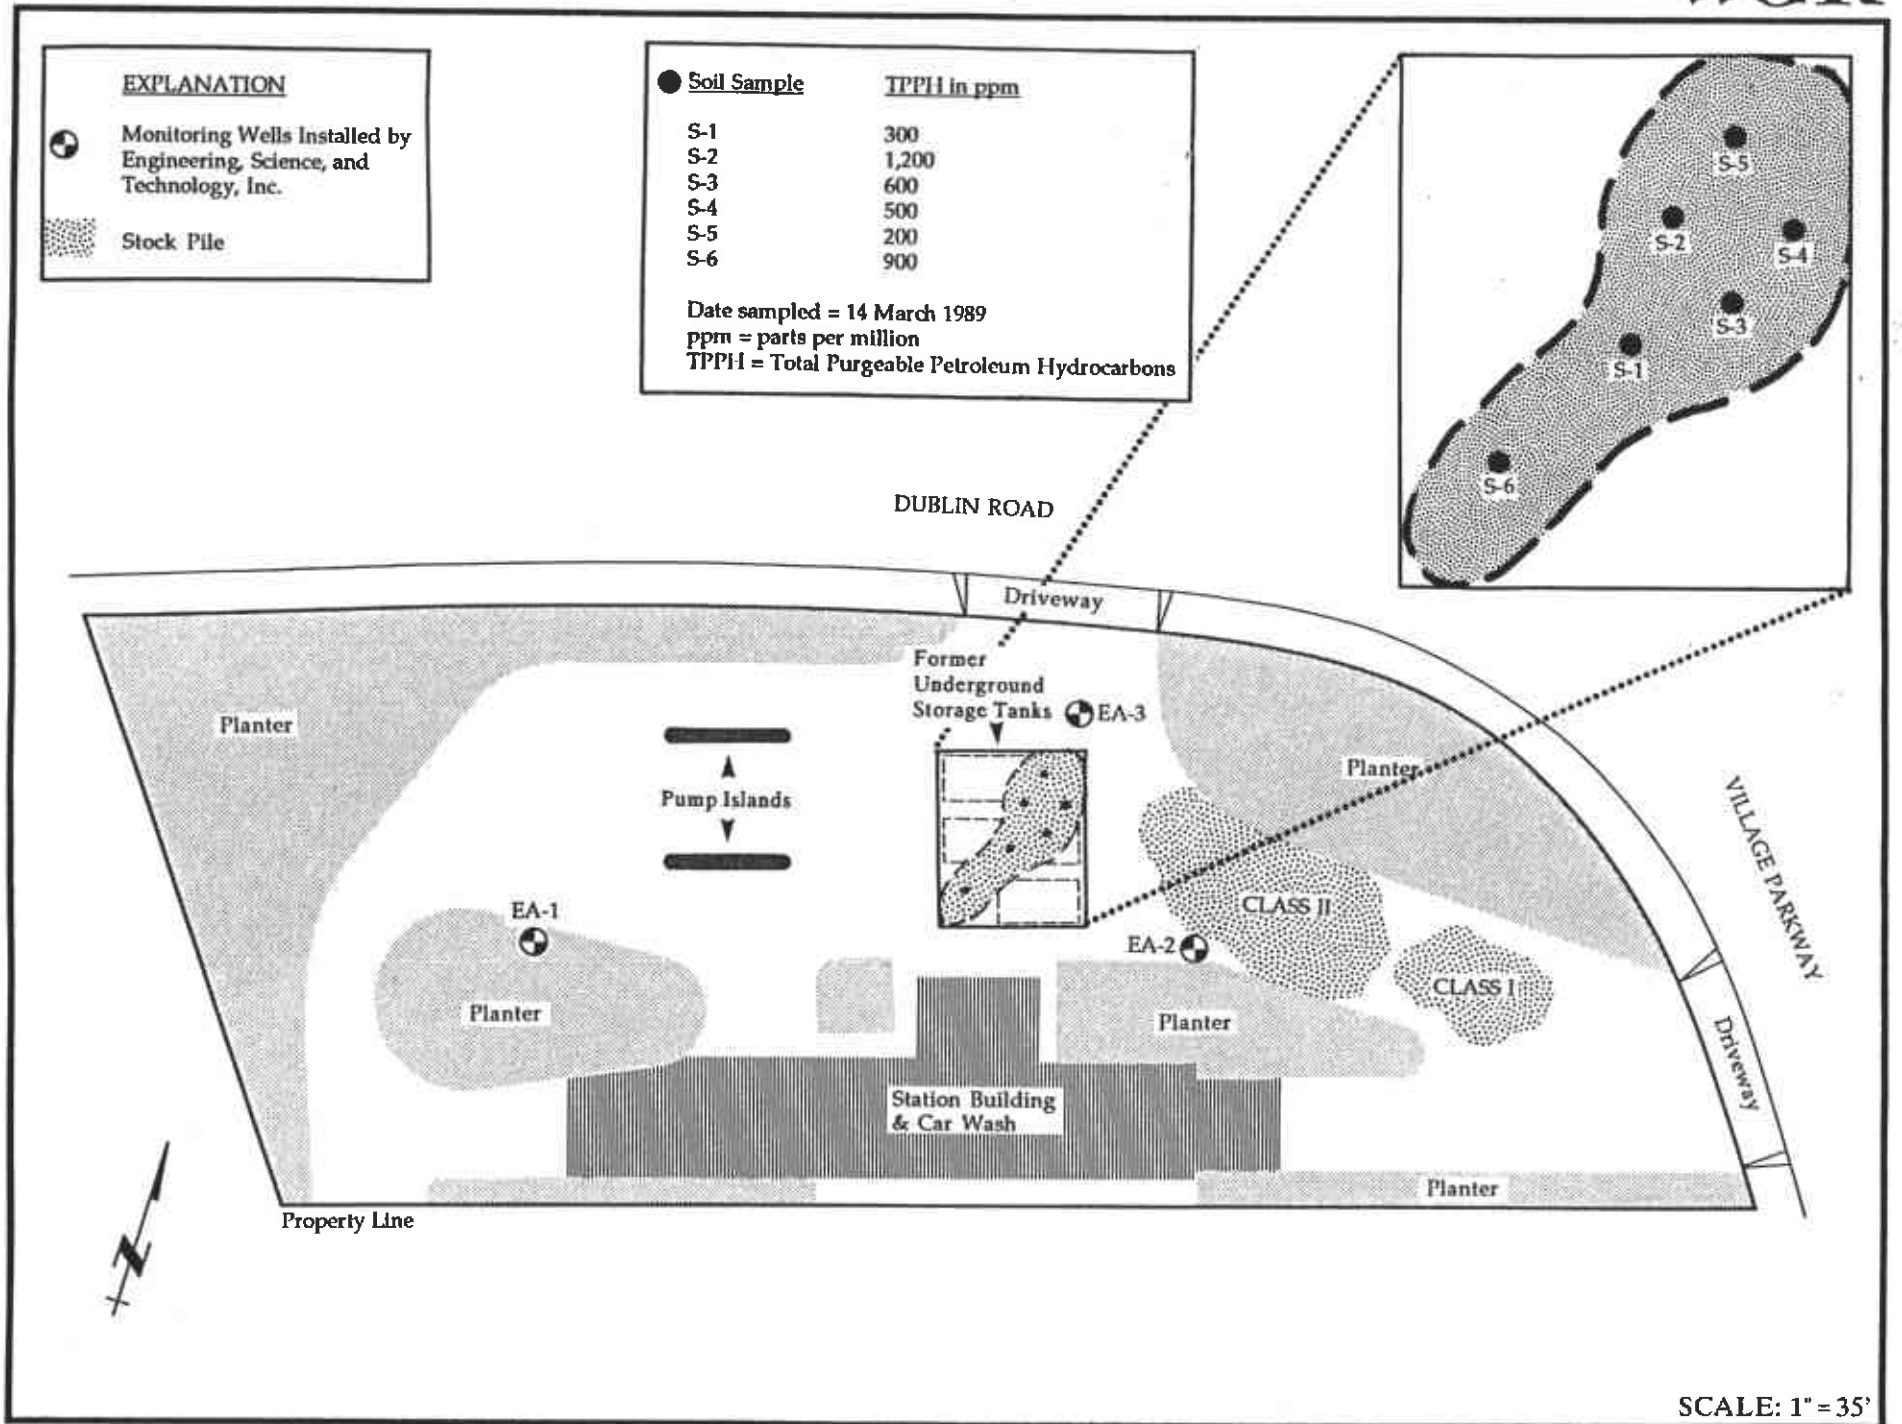 EXPLANATION
Monitoring Wells Installed by
Engineering, Science, and
Technology, Inc.
Stock Pile
Soil Sample TPPH in ppm
S-1 300
S-2 1,200
S-3 600
S-4 500
S-5 200
S-6 900
Date sampled = 14 March 1989
ppm = parts per million
TPPH = Total Purgeable Petroleum Hydrocarbons
S-5
S-2
S-4
S-3
S-1
S-6
DUBLIN ROAD
Driveway
Former
Underground
Storage Tanks
EA-3
Planter
Pump Islands
Planter
VILLAGE PARKWAY
EA-1
CLASS II
EA-2
CLASS I
Planter
Planter
Driveway
Station Building
& Car Wash
Planter
Property Line
N
SCALE: 1" = 35'